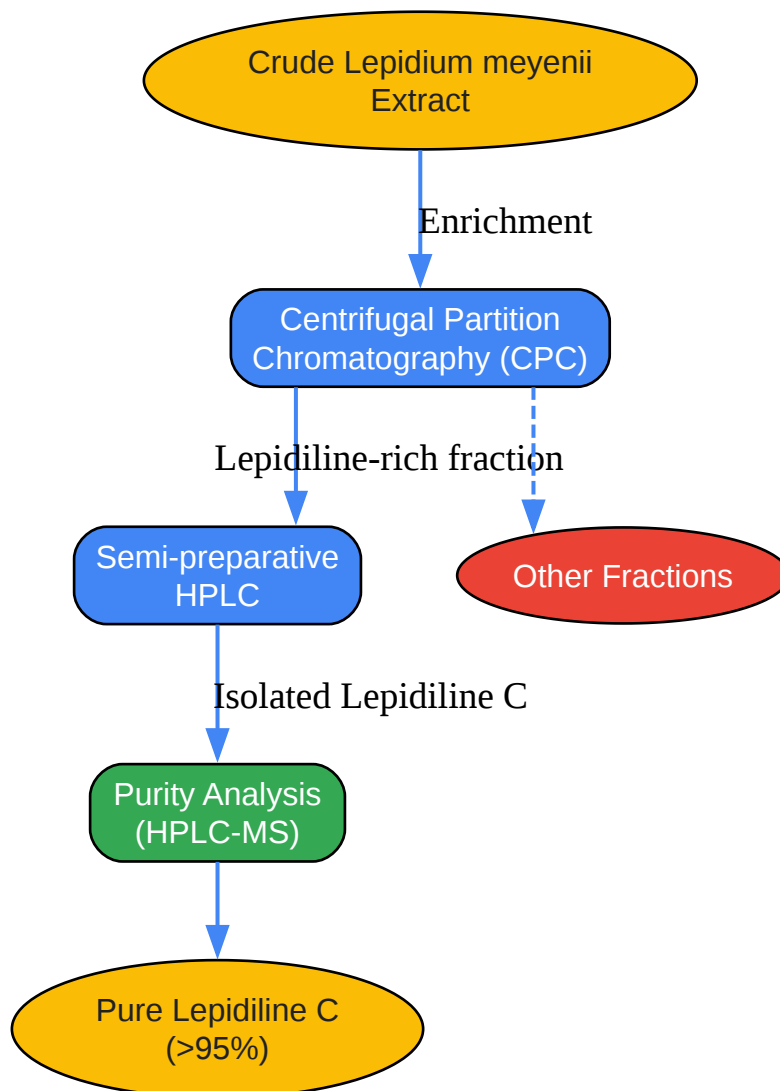 Crude Lepidium meyenii
Extract
Enrichment
Centrifugal Partition
Chromatography (CPC)
Lepidiline-rich fraction
Semi-preparative
HPLC
Other Fractions
Isolated Lepidiline C
Purity Analysis
(HPLC-MS)
Pure Lepidiline C
(>95%)